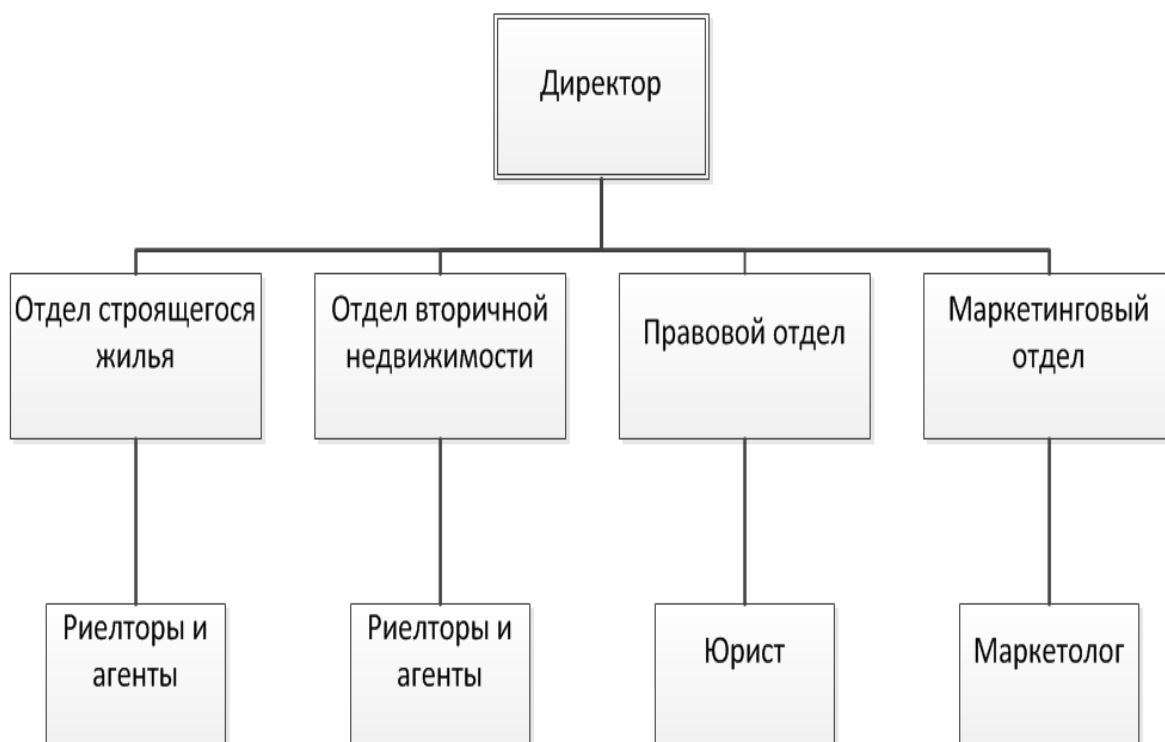 Директор
Отдел строящегося
жилья
Отдел вторичной
недвижимости
Правовой отдел
Маркетинговый
отдел
Риелторы и
агенты
Риелторы и
агенты
Юрист
Маркетолог